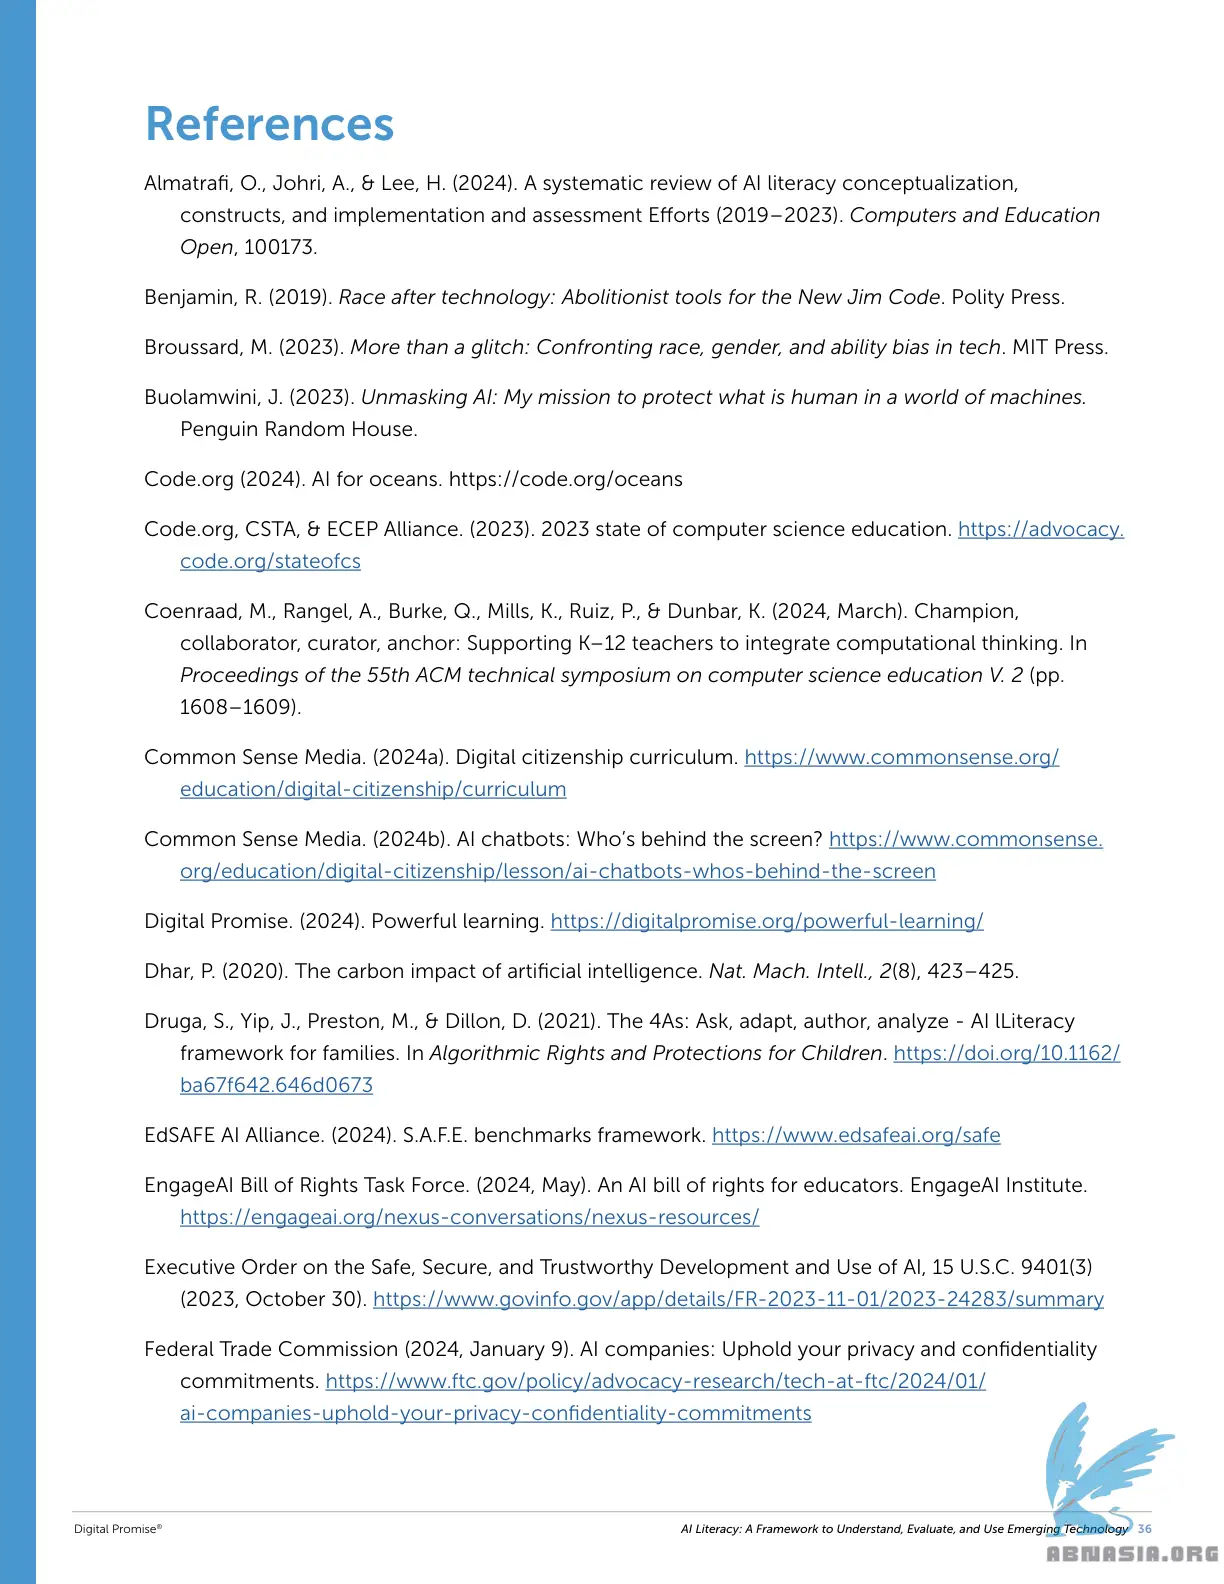 References
Almatrafi, O., Johri, A., & Lee, H. (2024). A systematic review of AI literacy conceptualization,
constructs, and implementation and assessment Efforts (2019–2023). Computers and Education
Open, 100173.
Benjamin, R. (2019). Race after technology: Abolitionist tools for the New Jim Code. Polity Press.
Broussard, M. (2023). More than a glitch: Confronting race, gender, and ability bias in tech. MIT Press.
Buolamwini, J. (2023). Unmasking AI: My mission to protect what is human in a world of machines.
Penguin Random House.
Code.org (2024). AI for oceans. https://code.org/oceans
Code.org, CSTA, & ECEP Alliance. (2023). 2023 state of computer science education. https://advocacy.
code.org/stateofcs
Coenraad, M., Rangel, A., Burke, Q., Mills, K., Ruiz, P., & Dunbar, K. (2024, March). Champion,
collaborator, curator, anchor: Supporting K–12 teachers to integrate computational thinking. In
Proceedings of the 55th ACM technical symposium on computer science education V. 2 (pp.
1608–1609).
Common Sense Media. (2024a). Digital citizenship curriculum. https://www.commonsense.org/
education/digital-citizenship/curriculum
Common Sense Media. (2024b). AI chatbots: Who's behind the screen? https://www.commonsense.
org/education/digital-citizenship/lesson/ai-chatbots-whos-behind-the-screen
Digital Promise. (2024). Powerful learning. https://digitalpromise.org/powerful-learning/
Dhar, P. (2020). The carbon impact of artificial intelligence. Nat. Mach. Intell., 2(8), 423–425.
Druga, S., Yip, J., Preston, M., & Dillon, D. (2021). The 4As: Ask, adapt, author, analyze - AI lLiteracy
framework for families. In Algorithmic Rights and Protections for Children. https://doi.org/10.1162/
ba67f642.646d0673
EdSAFE AI Alliance. (2024). S.A.F.E. benchmarks framework. https://www.edsafeai.org/safe
EngageAI Bill of Rights Task Force. (2024, May). An AI bill of rights for educators. EngageAI Institute.
https://engageai.org/nexus-conversations/nexus-resources/
Executive Order on the Safe, Secure, and Trustworthy Development and Use of AI, 15 U.S.C. 9401(3)
(2023, October 30). https://www.govinfo.gov/app/details/FR-2023-11-01/2023-24283/summary
Federal Trade Commission (2024, January 9). AI companies: Uphold your privacy and confidentiality
commitments. https://www.ftc.gov/policy/advocacy-research/tech-at-ftc/2024/01/
ai-companies-uphold-your-privacy-confidentiality-commitments
Digital Promise® AI Literacy: A Framework to Understand, Evaluate, and Use Emerging Technology 36
ABNASIA.ORG